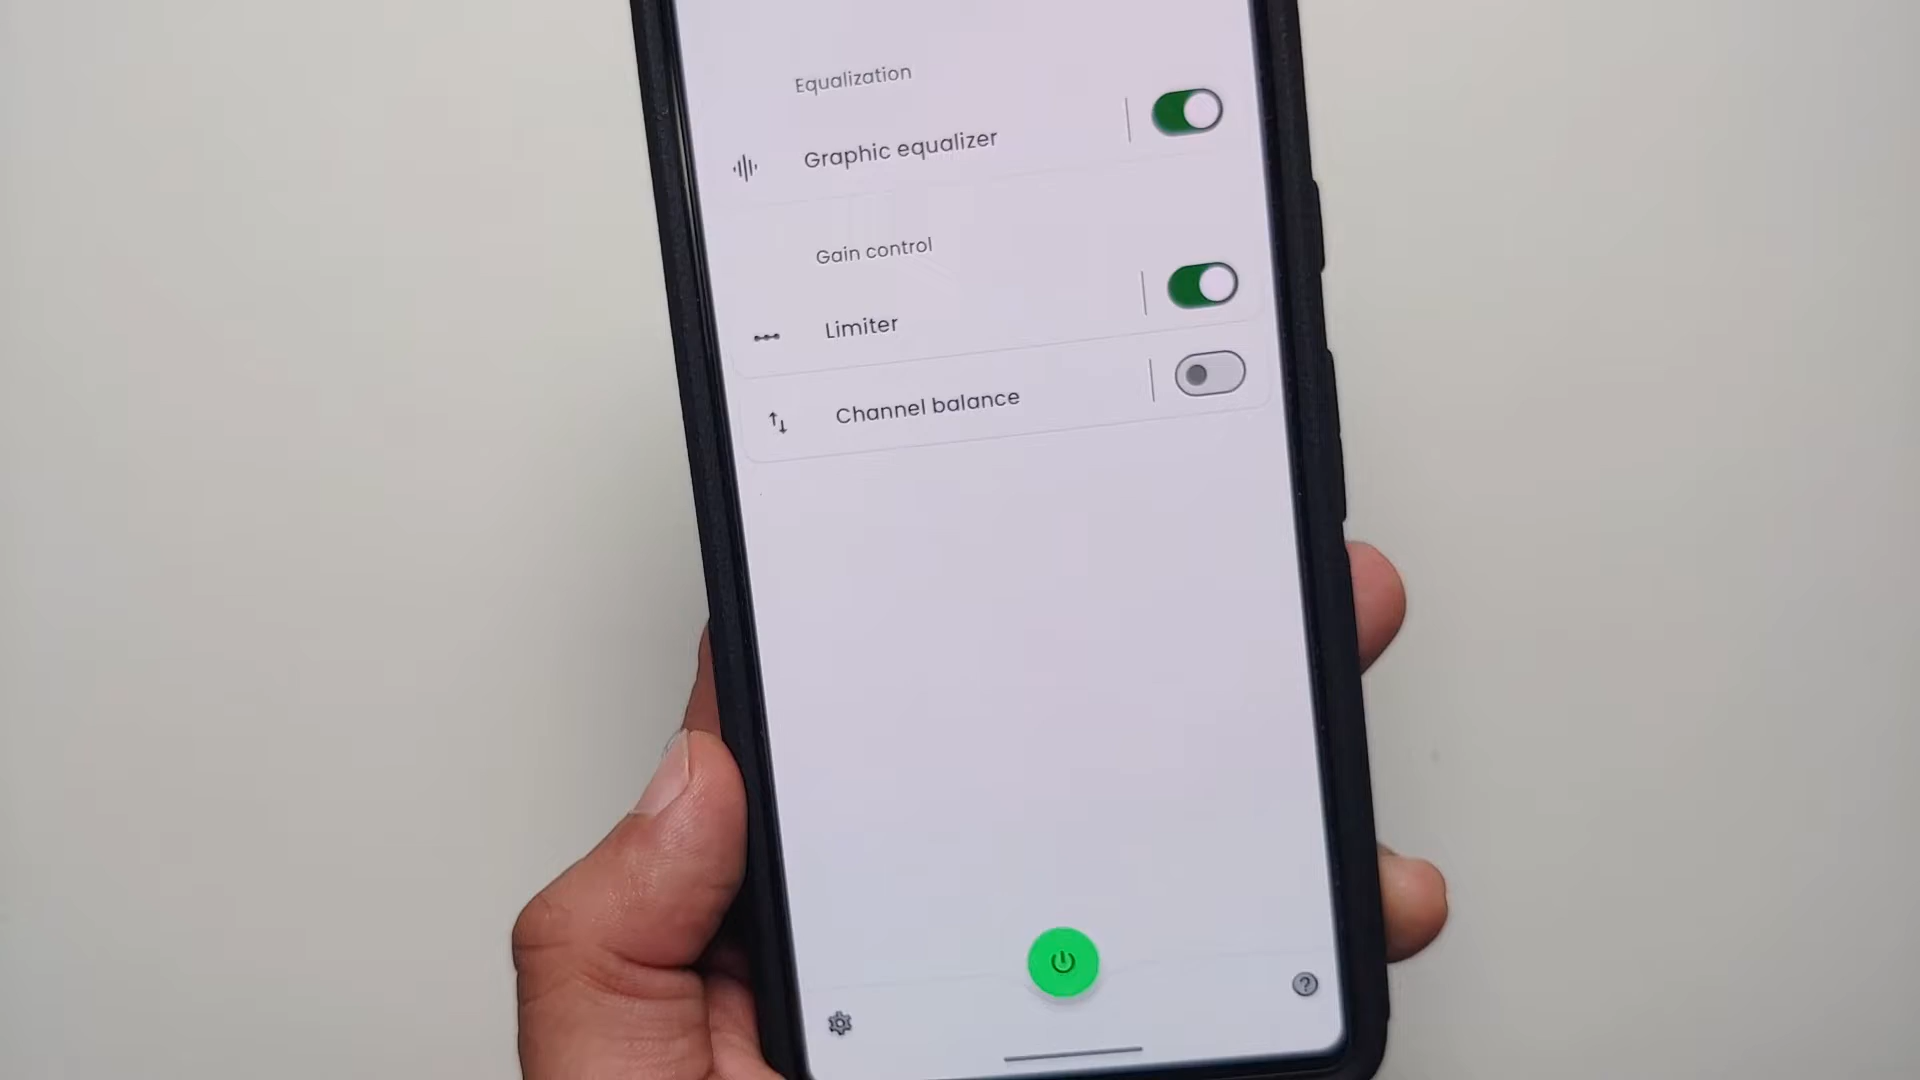 Equalization
Graphic equalizer
Gain control
Limiter
Channel balance
?